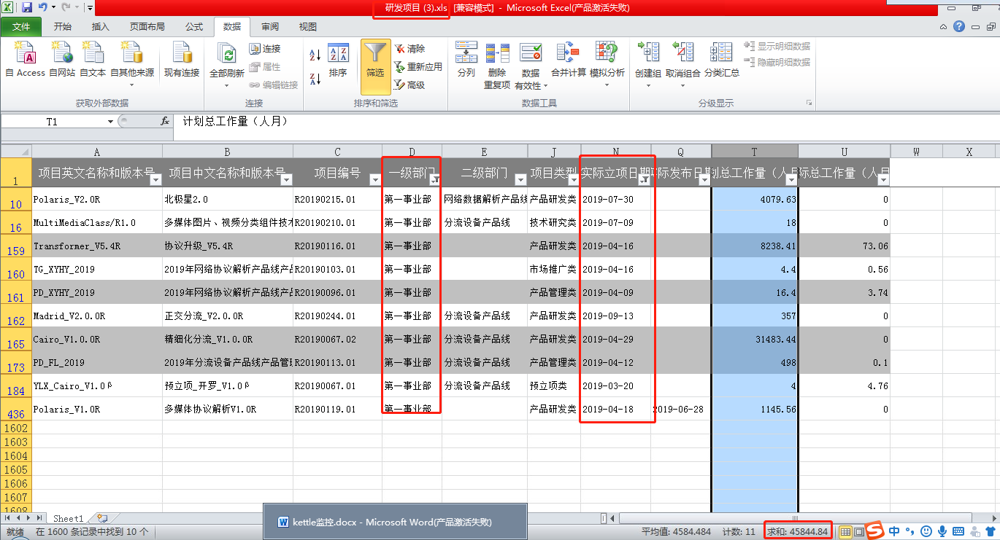 研发项目 (3).xls [兼容模式] - Microsoft Excel(产品激活失败)
文件 开始 插入 页面布局 公式 数据 审阅 视图
自 Access 自网站 自文本 自其他来源 现有连接 全部刷新 连接 属性 编辑链接 排序 筛选 清除 重新应用 高级 分列 删除 重复项 数据 有效性 合并计算 模拟分析 创建组 取消组合 分类汇总 显示明细数据 隐藏明细数据
获取外部数据 连接 排序和筛选 数据工具 分级显示
T1 fx 计划总工作量（人月）
A B C D E J N Q T U W X
1 项目英文名称和版本号 项目中文名称和版本号 项目编号 一级部门 二级部门 项目类型 实际立项日期 际发布日期 划总工作量（人月 际总工作量（人月
10 Polaris_V2.0R 北极星2.0 R20190215.01 第一事业部 网络数据解析产品线 产品研发类 2019-07-30 4079.63 0
16 MultiMediaClass/R1.0 多媒体图片、视频分类组件技术 R20190210.01 第一事业部 分流设备产品线 技术研究类 2019-07-09 18 0
159 Transformer_V5.4R 协议升级_V5.4R R20190116.01 第一事业部 产品研发类 2019-04-16 8238.41 73.06
160 TG_XYHY_2019 2019年网络协议解析产品线产品 R20190103.01 第一事业部 市场推广类 2019-04-16 4.4 0.56
161 PD_XYHY_2019 2019年网络协议解析产品线产品 R20190096.01 第一事业部 产品管理类 2019-04-09 16.4 3.74
162 Madrid_V2.0.0R 正交分流_V2.0.0R R20190244.01 第一事业部 分流设备产品线 产品研发类 2019-09-13 357 0
165 Cairo_V1.0.0R 精细化分流_V1.0.0R R20190067.02 第一事业部 分流设备产品线 产品研发类 2019-04-29 31483.44 0
173 PD_FL_2019 2019年分流设备产品线产品管理 R20190113.01 第一事业部 分流设备产品线 产品管理类 2019-04-12 498 0.1
184 YLX_Cairo_V1.0β 预立项_开罗_V1.0β R20190067.01 第一事业部 分流设备产品线 预立项类 2019-03-20 4 4.76
436 Polaris_V1.0R 多媒体协议解析V1.0R R20190119.01 第一事业部 产品研发类 2019-04-18 2019-06-28 1145.56 0
1602
1603
1604
1605
1606
1607
1608
Sheet1
kettle监控.docx - Microsoft Word(产品激活失败)
就绪 在 1600 条记录中找到 10 个 平均值: 4584.484 计数: 11 求和: 45844.84 中